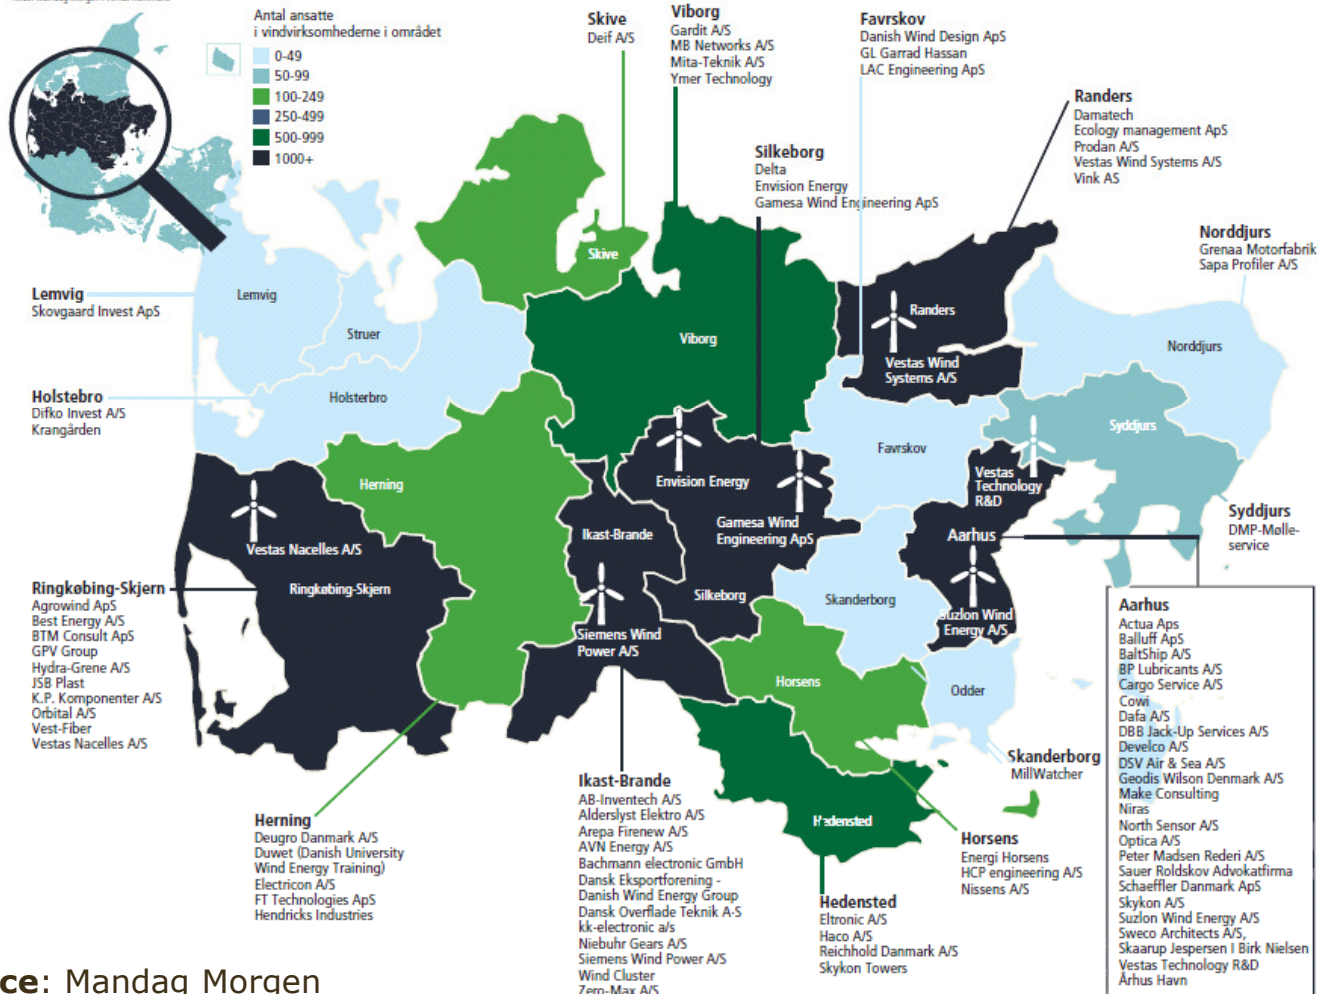 Antal ansatte
i vindvirksomhederne i området
0-49
50-99
100-249
250-499
500-999
1000+
Skive
Deif A/S
Viborg
Gardit A/S
MB Networks A/S
Mita-Teknik A/S
Ymer Technology
Favrskov
Danish Wind Design ApS
GL Garrad Hassan
LAC Engineering ApS
Silkeborg
Delta
Envision Energy
Gamesa Wind Engineering ApS
Randers
Damatech
Ecology management ApS
Prodan A/S
Vestas Wind Systems A/S
Vink AS
Norddjurs
Grenaa Motorfabrik
Sapa Profiler A/S
Lemvig
Skovgaard Invest ApS
Holstebro
Difko Invest A/S
Krangården
Lemvig
Struer
Holsterbro
Skive
Viborg
Randers
Vestas Wind
Systems A/S
Norddjurs
Syddjurs
Favrskov
Herning
Envision Energy
Gamesa Wind
Engineering ApS
Vestas
Technology
R&D
Aarhus
Ikast-Brande
Vestas Nacelles A/S
Ringkøbing-Skjern
Silkeborg
Skanderborg
Suzlon Wind
Energy A/S
Siemens Wind
Power A/S
Horsens
Odder
Hedensted
Syddjurs
DMP-Mølle-
service
Ringkøbing-Skjern
Agrowind ApS
Best Energy A/S
BTM Consult ApS
GPV Group
Hydra-Grene A/S
JSB Plast
K.P. Komponenter A/S
Orbital A/S
Vest-Fiber
Vestas Nacelles A/S
Herning
Deugro Danmark A/S
Duwet (Danish University
Wind Energy Training)
Electricon A/S
FT Technologies ApS
Hendricks Industries
Ikast-Brande
AB-Inventech A/S
Alderslyst Elektro A/S
Arepa Firenew A/S
AVN Energy A/S
Bachmann electronic GmbH
Dansk Eksportforening -
Danish Wind Energy Group
Dansk Overflade Teknik A-S
kk-electronic a/s
Niebuhr Gears A/S
Siemens Wind Power A/S
Wind Cluster
Zero-Max A/S
Hedensted
Eltronic A/S
Haco A/S
Reichhold Danmark A/S
Skykon Towers
Horsens
Energi Horsens
HCP engineering A/S
Nissens A/S
Skanderborg
MillWatcher
Aarhus
Actua Aps
Balluff ApS
BaltShip A/S
BP Lubricants A/S
Cargo Service A/S
Cowi
Dafa A/S
DBB Jack-Up Services A/S
Develco A/S
DSV Air & Sea A/S
Geodis Wilson Denmark A/S
Make Consulting
Niras
North Sensor A/S
Optica A/S
Peter Madsen Rederi A/S
Sauer Roldskov Advokatfirma
Schaeffler Danmark ApS
Skykon A/S
Suzlon Wind Energy A/S
Sweco Architects A/S,
Skaarup Jespersen I Birk Nielsen
Vestas Technology R&D
Århus Havn
ce: Mandag Morgen